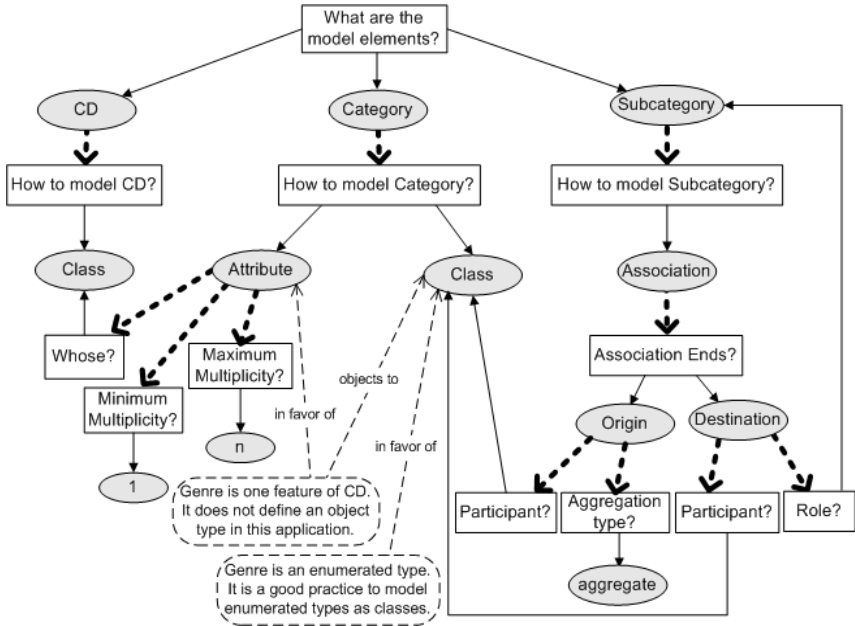 What are the
model elements?
CD
Category
Subcategory
How to model CD?
How to model Category?
How to model Subcategory?
Class
Attribute
Class
Association
Whose?
Maximum
Multiplicity?
objects to
Association Ends?
Minimum
Multiplicity?
in favor of
in favor of
Origin
Destination
n
1
Genre is one feature of CD.
It does not define an object
type in this application.
Participant?
Aggregation
type?
Participant?
Role?
Genre is an enumerated type.
It is a good practice to model
enumerated types as classes.
aggregate